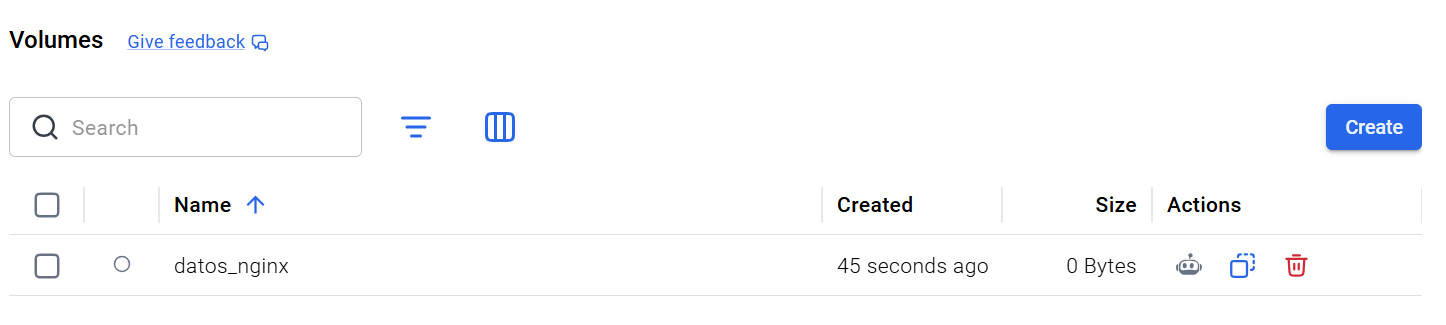 Volumes Give feedback
Search
Create
Name Created Size Actions
datos_nginx 45 seconds ago 0 Bytes